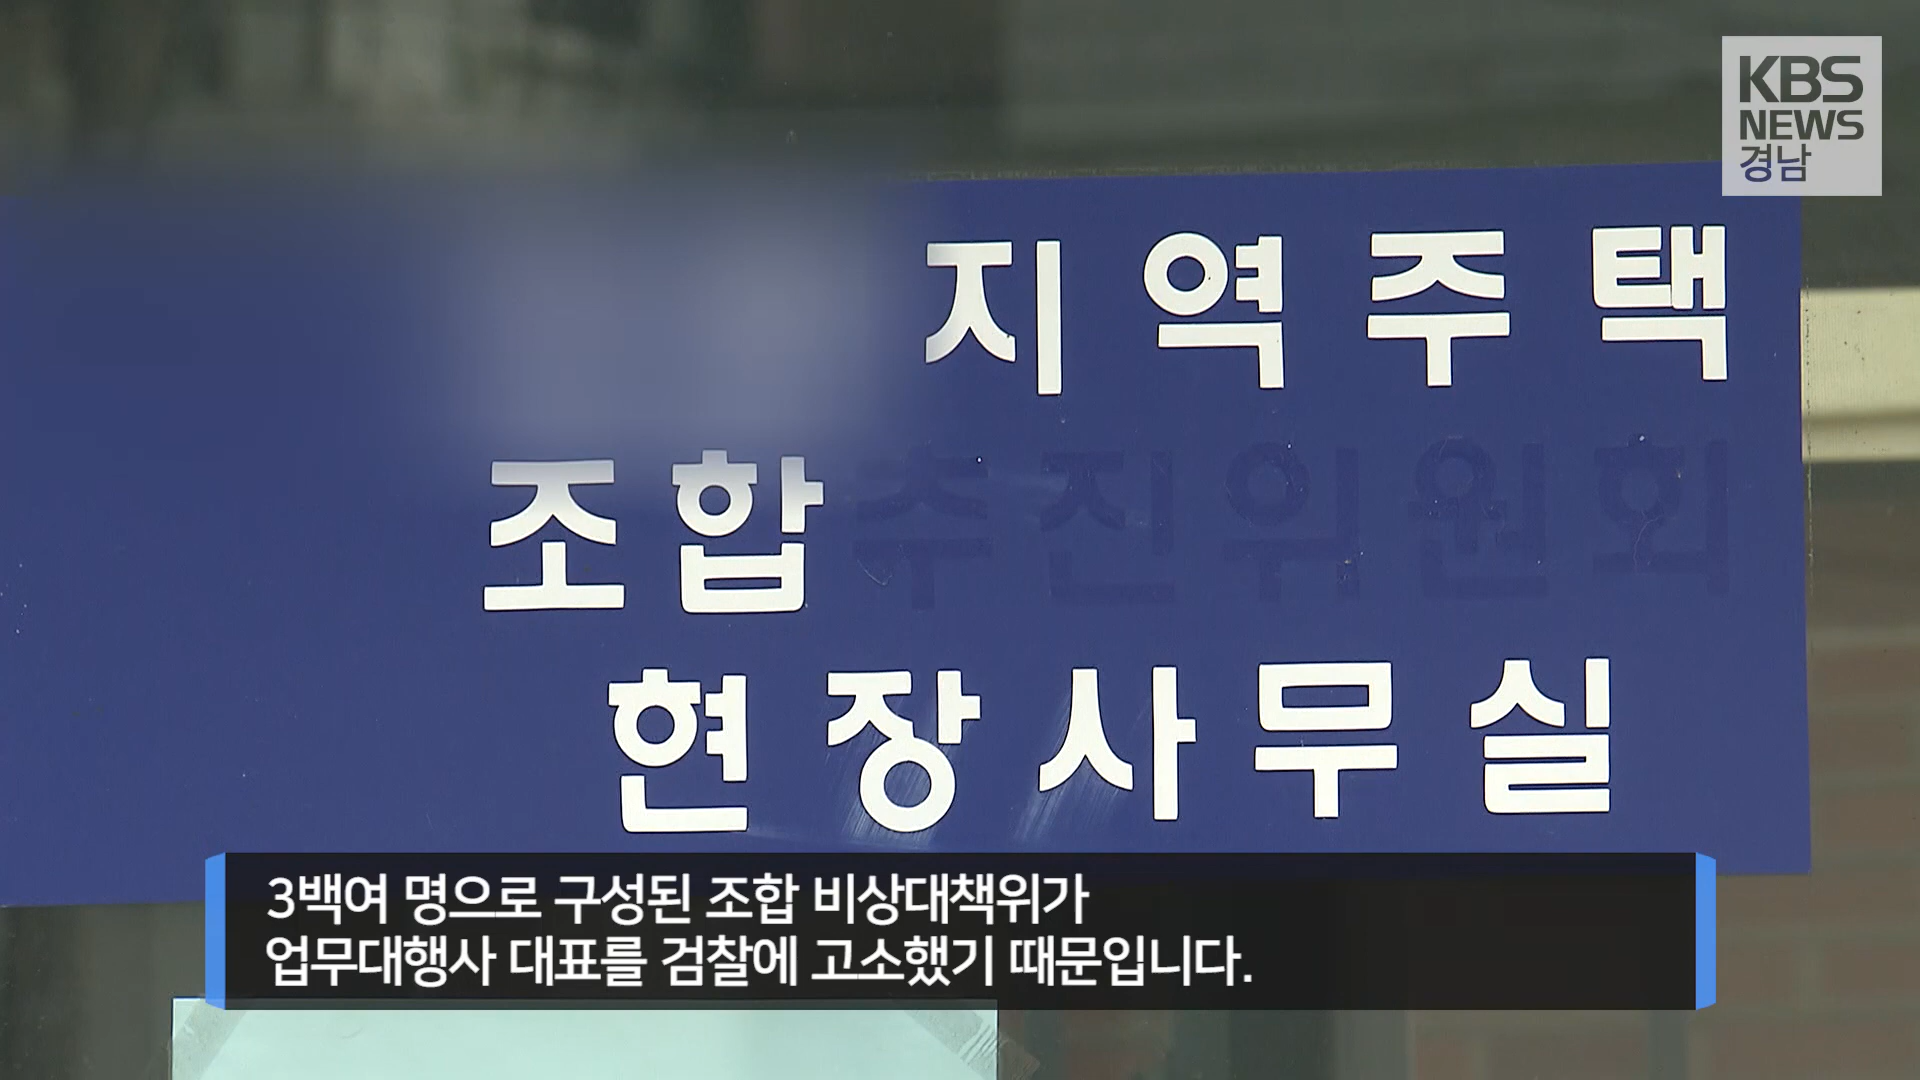 KBS
NEWS
경남
지역주택
조합추진위원회
현장사무실
3백여 명으로 구성된 조합 비상대책위가
업무대행사 대표를 검찰에 고소했기 때문입니다.